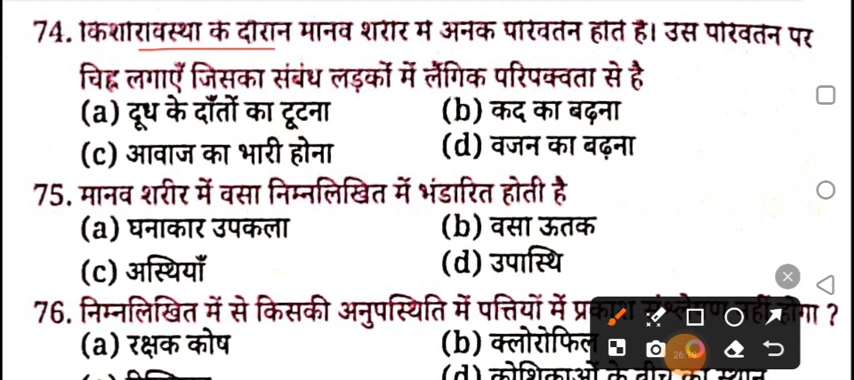 74. किशोरावस्था के दौरान मानव शरीर में अनेक परिवर्तन होते हैं। उस परिवर्तन पर
चिह्न लगाएँ जिसका संबंध लड़कों में लैंगिक परिपक्वता से है
(a) दूध के दाँतों का टूटना (b) कद का बढ़ना
(c) आवाज का भारी होना (d) वजन का बढ़ना
75. मानव शरीर में वसा निम्नलिखित में भंडारित होती है
(a) घनाकार उपकला (b) वसा ऊतक
(c) अस्थियाँ (d) उपास्थि
76. निम्नलिखित में से किसकी अनुपस्थिति में पत्तियों में प्रकाश संश्लेषण नहीं होगा ?
(a) रक्षक कोष (b) क्लोरोफिल
(d) कोशिकाओं के बीच का स्थान